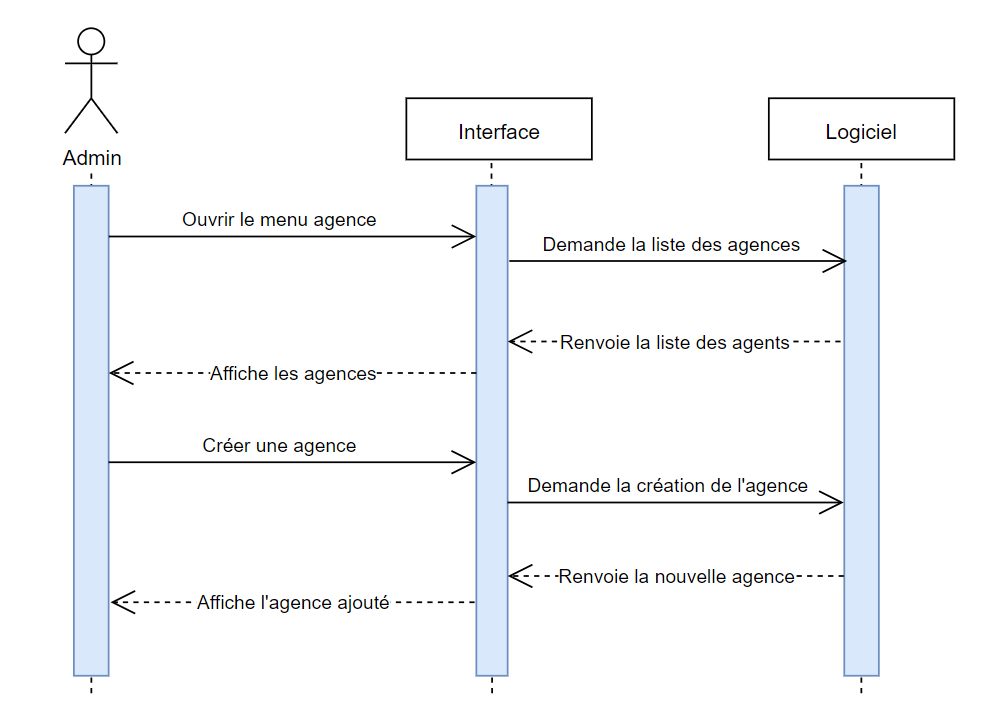 Admin
Interface
Logiciel
Ouvrir le menu agence
Demande la liste des agences
Renvoie la liste des agents
Affiche les agences
Créer une agence
Demande la création de l'agence
Renvoie la nouvelle agence
Affiche l'agence ajouté